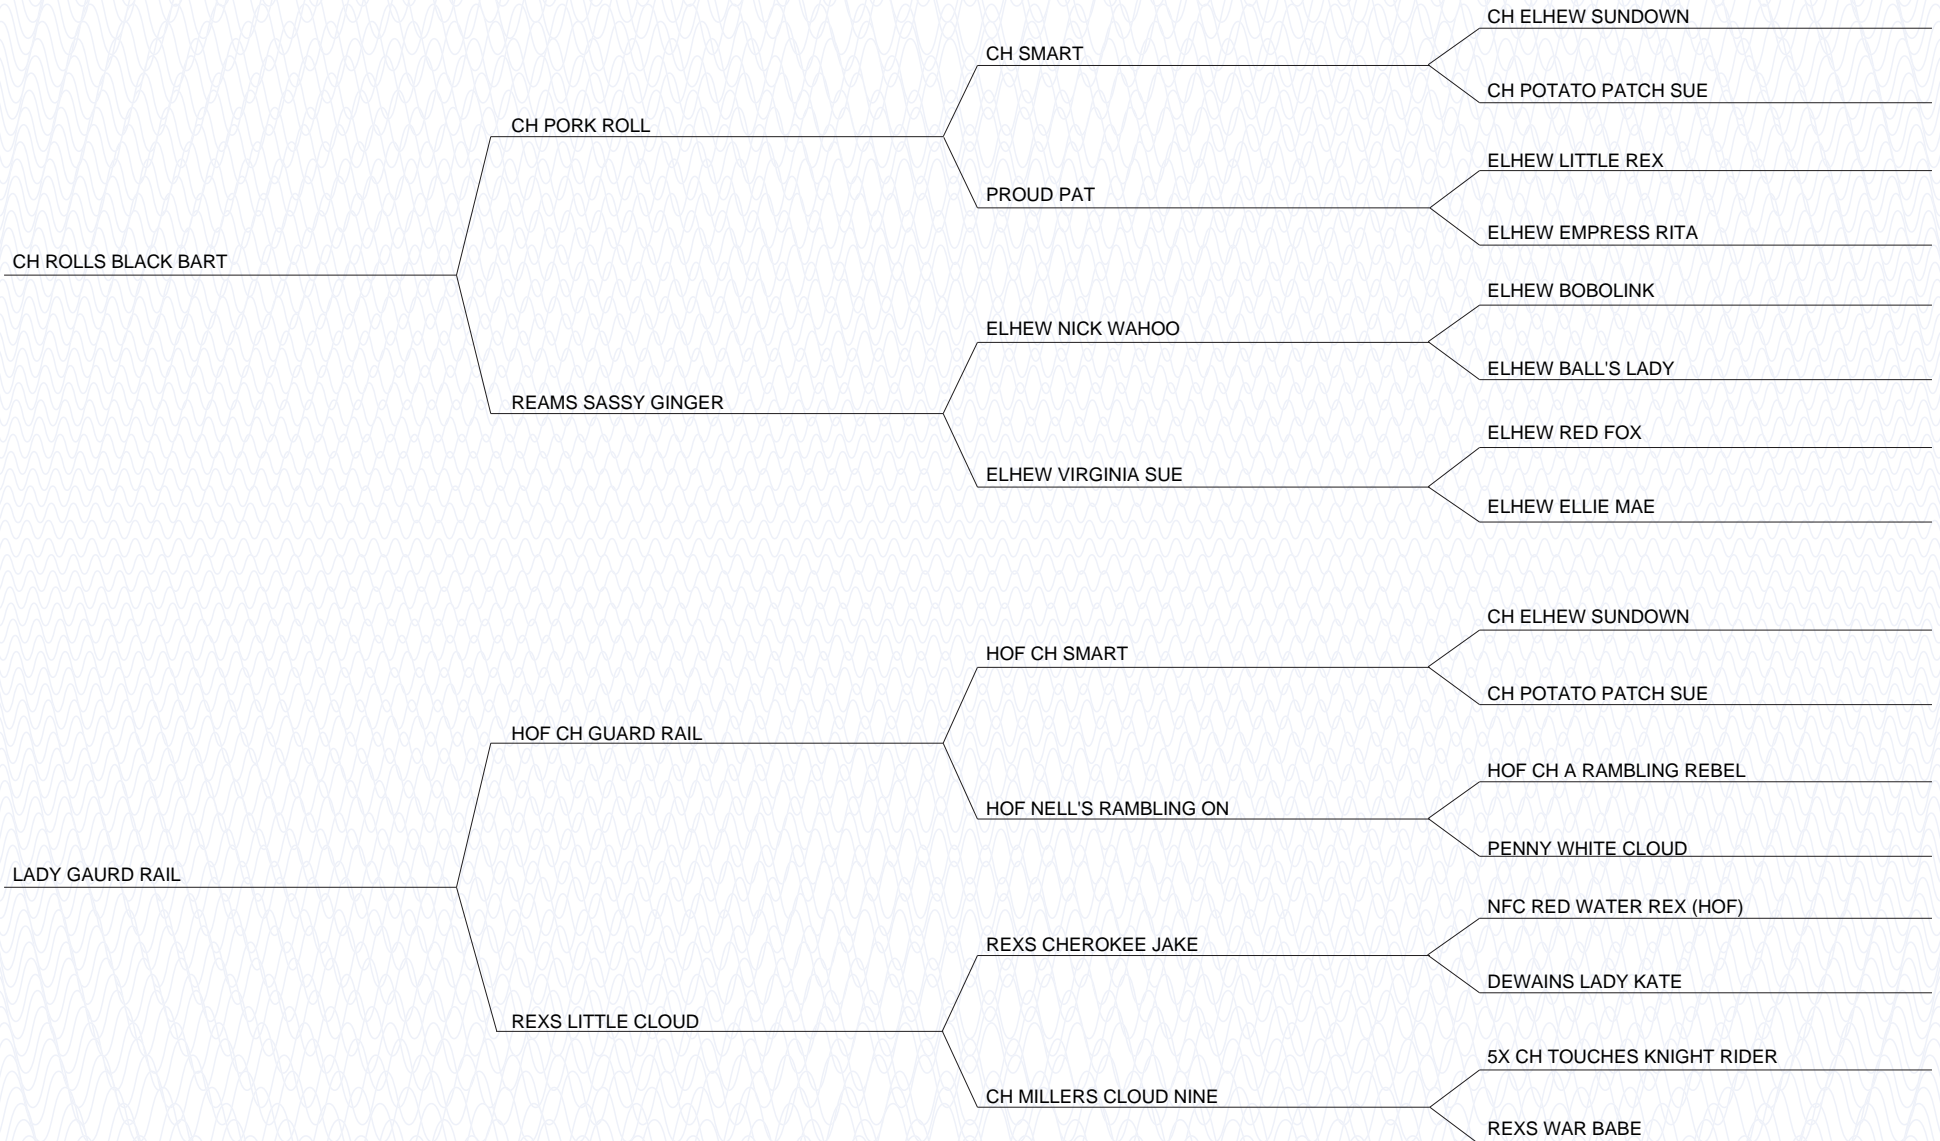 CH ELHEW SUNDOWN
CH SMART
CH POTATO PATCH SUE
CH PORK ROLL
ELHEW LITTLE REX
PROUD PAT
ELHEW EMPRESS RITA
CH ROLLS BLACK BART
ELHEW BOBOLINK
ELHEW NICK WAHOO
ELHEW BALL'S LADY
REAMS SASSY GINGER
ELHEW RED FOX
ELHEW VIRGINIA SUE
ELHEW ELLIE MAE
CH ELHEW SUNDOWN
HOF CH SMART
CH POTATO PATCH SUE
HOF CH GUARD RAIL
HOF CH A RAMBLING REBEL
HOF NELL'S RAMBLING ON
PENNY WHITE CLOUD
LADY GAURD RAIL
NFC RED WATER REX (HOF)
REXS CHEROKEE JAKE
DEWAINS LADY KATE
REXS LITTLE CLOUD
5X CH TOUCHES KNIGHT RIDER
CH MILLERS CLOUD NINE
REXS WAR BABE